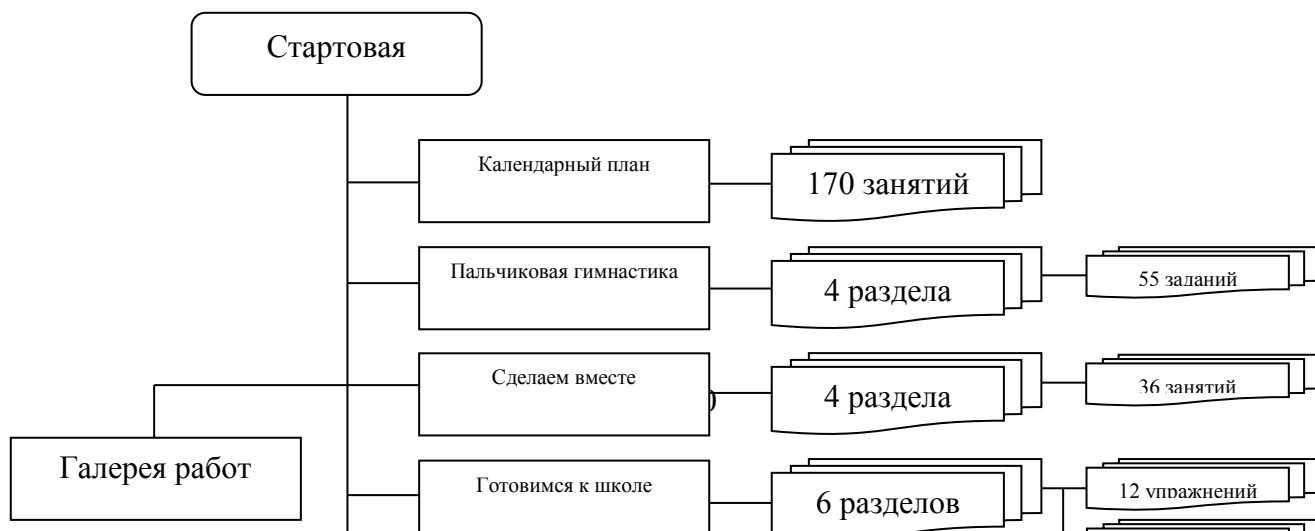 Стартовая
Календарный план
170 занятий
Пальчиковая гимнастика
4 раздела
55 заданий
Сделаем вместе
)
4 раздела
36 занятий
Галерея работ
Готовимся к школе
6 разделов
12 упражнений